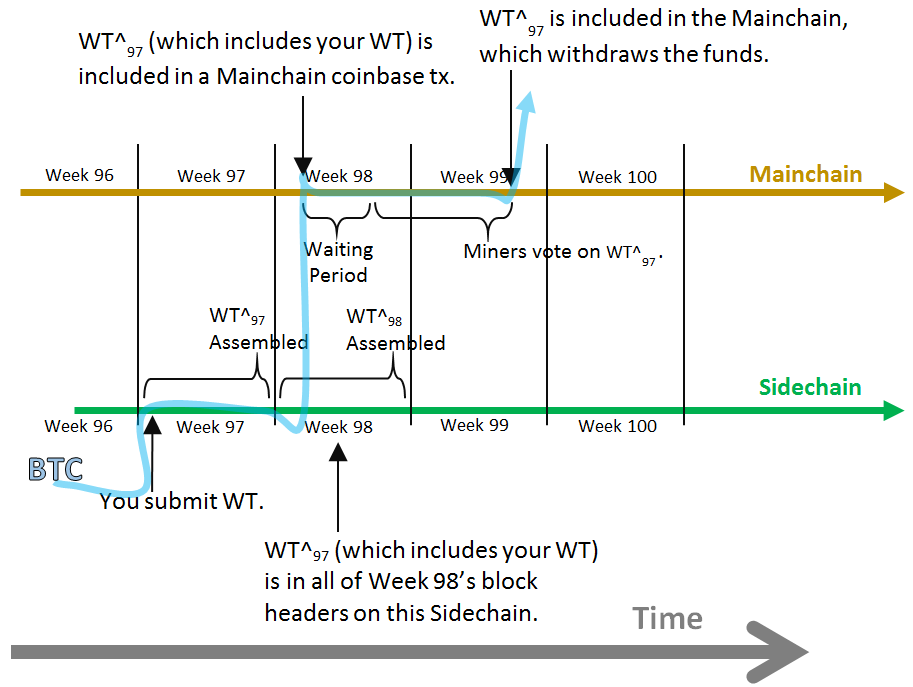 WT^97 (which includes your WT) is
included in a Mainchain coinbase tx.
WT^97 is included in the Mainchain,
which withdraws the funds.
Week 96
Week 97
Week 98
Week 99
Week 100
Mainchain
Waiting
Period
Miners vote on WT^97.
WT^97
Assembled
WT^98
Assembled
Sidechain
Week 96
Week 97
Week 98
Week 99
Week 100
BTC
You submit WT.
WT^97 (which includes your WT)
is in all of Week 98’s block
headers on this Sidechain.
Time